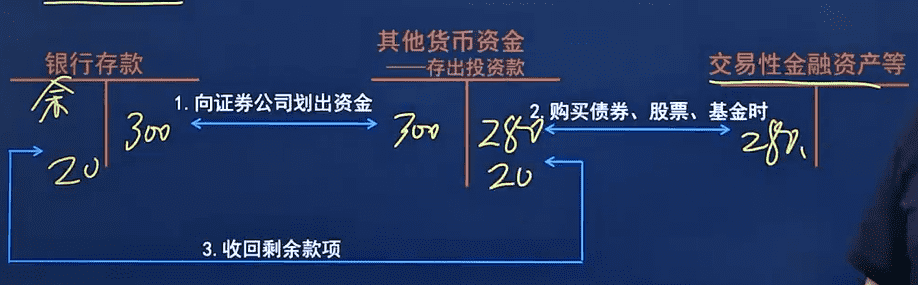 银行存款
其他货币资金
——存出投资款
交易性金融资产等
余
1. 向证券公司划出资金
2. 购买债券、股票、基金时
300
300
280
280
20
20
3. 收回剩余款项